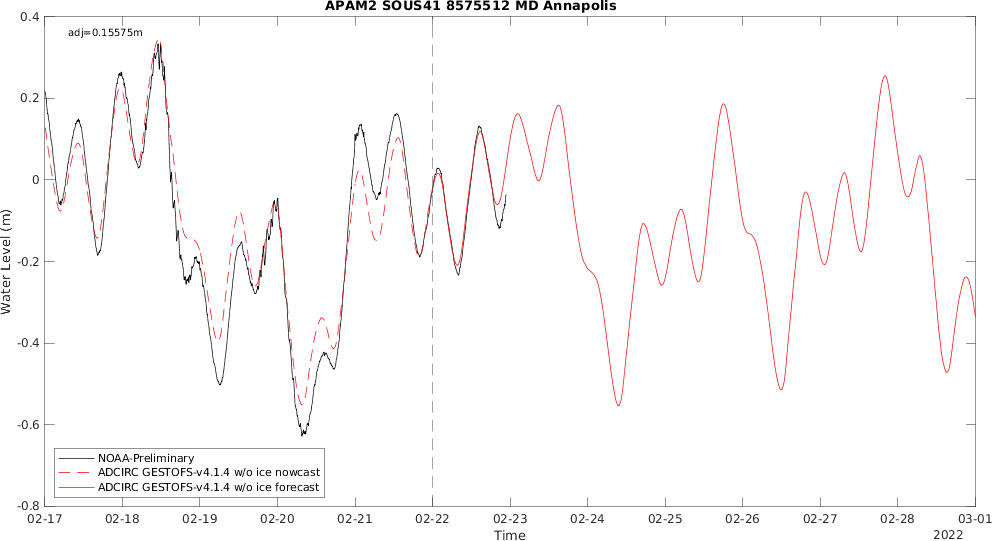 APAM2 SOUS41 8575512 MD Annapolis
adj=0.15575m
0.4
0.2
0
-0.2
-0.4
-0.6
-0.8
Water Level (m)
NOAA-Preliminary
ADCIRC GESTOFS-v4.1.4 w/o ice nowcast
ADCIRC GESTOFS-v4.1.4 w/o ice forecast
02-17 02-18 02-19 02-20 02-21 02-22 02-23 02-24 02-25 02-26 02-27 02-28 03-01
Time
2022